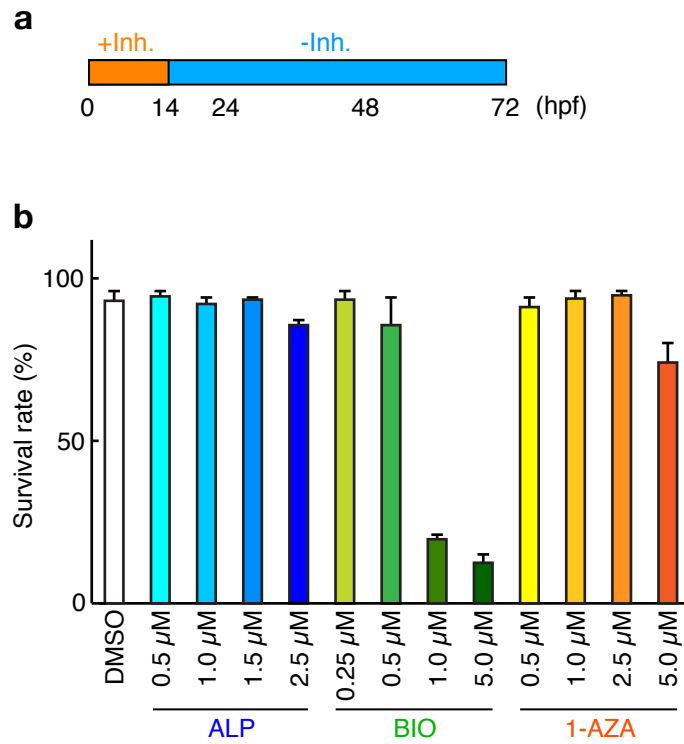 a
+Inh. -Inh.
0 14 24 48 72 (hpf)
b
Survival rate (%)
100
50
0
DMSO 0.5 µM 1.0 µM 1.5 µM 2.5 µM 0.25 µM 0.5 µM 1.0 µM 5.0 µM 0.5 µM 1.0 µM 2.5 µM 5.0 µM
ALP BIO 1-AZA